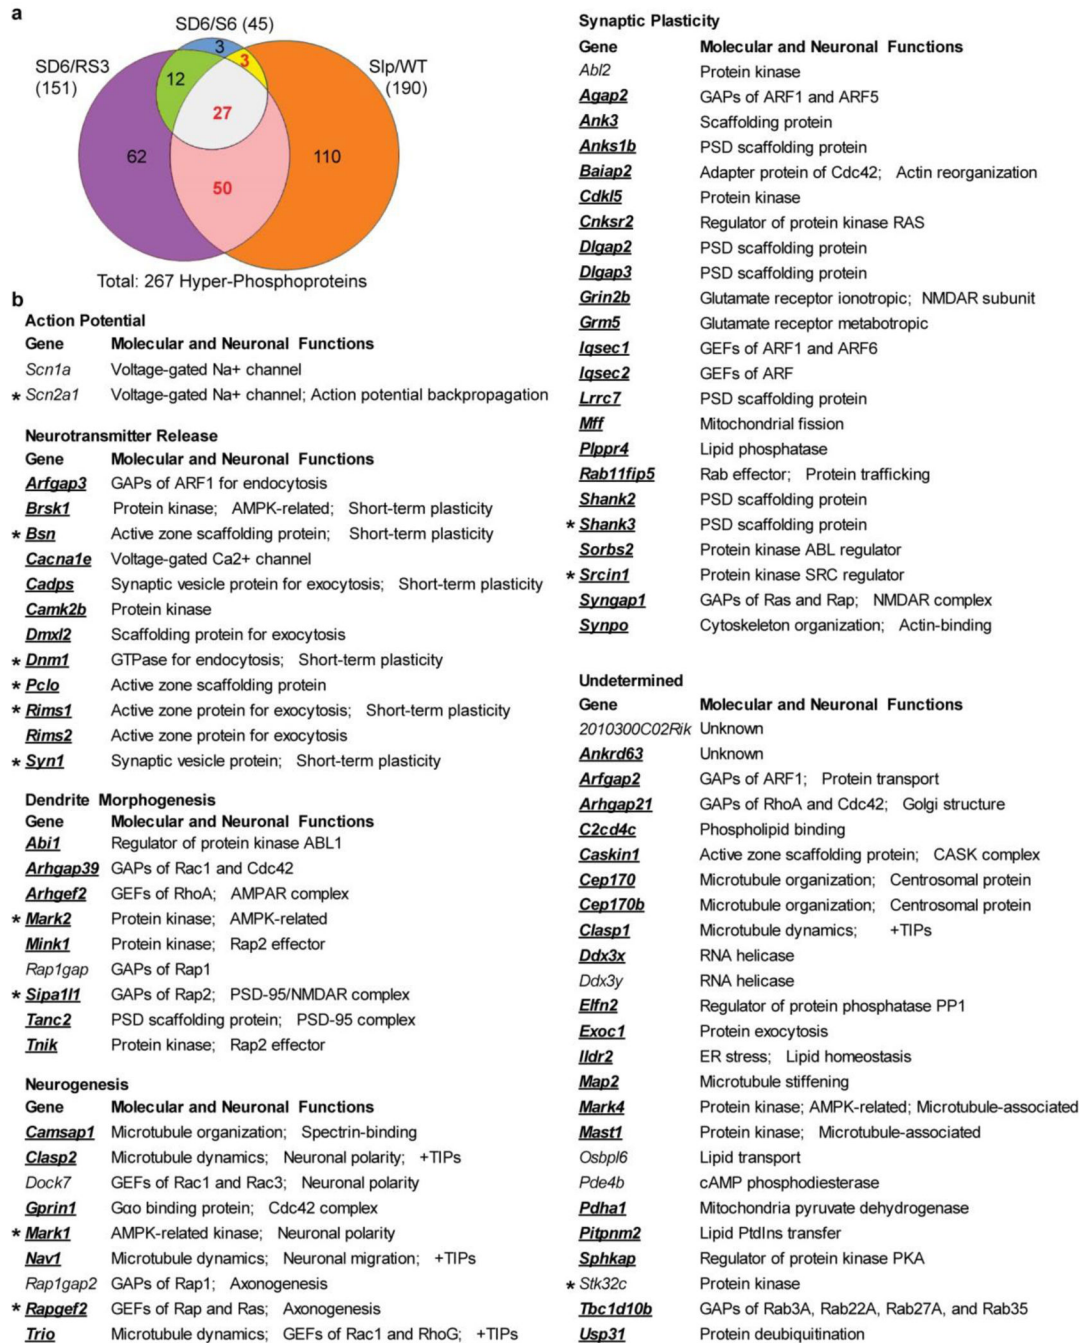 a
SD6/S6 (45)
SD6/RS3
(151)
Slp/WT
(190)
3
3
12
27
62
110
50
Total: 267 Hyper-Phosphoproteins
b
Action Potential
Gene Molecular and Neuronal Functions
Scn1a Voltage-gated Na+ channel
* Scn2a1 Voltage-gated Na+ channel; Action potential backpropagation
Neurotransmitter Release
Gene Molecular and Neuronal Functions
Arfgap3 GAPs of ARF1 for endocytosis
Brsk1 Protein kinase; AMPK-related; Short-term plasticity
* Bsn Active zone scaffolding protein; Short-term plasticity
Cacna1e Voltage-gated Ca2+ channel
Cadps Synaptic vesicle protein for exocytosis; Short-term plasticity
Camk2b Protein kinase
Dmxl2 Scaffolding protein for exocytosis
* Dnm1 GTPase for endocytosis; Short-term plasticity
* Pclo Active zone scaffolding protein
* Rims1 Active zone protein for exocytosis; Short-term plasticity
Rims2 Active zone protein for exocytosis
* Syn1 Synaptic vesicle protein; Short-term plasticity
Dendrite Morphogenesis
Gene Molecular and Neuronal Functions
Abi1 Regulator of protein kinase ABL1
Arhgap39 GAPs of Rac1 and Cdc42
Arhgef2 GEFs of RhoA; AMPAR complex
* Mark2 Protein kinase; AMPK-related
Mink1 Protein kinase; Rap2 effector
Rap1gap GAPs of Rap1
* Sipa1l1 GAPs of Rap2; PSD-95/NMDAR complex
Tanc2 PSD scaffolding protein; PSD-95 complex
Tnik Protein kinase; Rap2 effector
Neurogenesis
Gene Molecular and Neuronal Functions
Camsap1 Microtubule organization; Spectrin-binding
Clasp2 Microtubule dynamics; Neuronal polarity; +TIPs
Dock7 GEFs of Rac1 and Rac3; Neuronal polarity
Gprin1 Gαo binding protein; Cdc42 complex
* Mark1 AMPK-related kinase; Neuronal polarity
Nav1 Microtubule dynamics; Neuronal migration; +TIPs
Rap1gap2 GAPs of Rap1; Axonogenesis
* Rapgef2 GEFs of Rap and Ras; Axonogenesis
Trio Microtubule dynamics; GEFs of Rac1 and RhoG; +TIPs
Synaptic Plasticity
Gene Molecular and Neuronal Functions
Abl2 Protein kinase
Agap2 GAPs of ARF1 and ARF5
Ank3 Scaffolding protein
Anks1b PSD scaffolding protein
Baiap2 Adapter protein of Cdc42; Actin reorganization
Cdkl5 Protein kinase
Cnksr2 Regulator of protein kinase RAS
Dlgap2 PSD scaffolding protein
Dlgap3 PSD scaffolding protein
Grin2b Glutamate receptor ionotropic; NMDAR subunit
Grm5 Glutamate receptor metabotropic
Iqsec1 GEFs of ARF1 and ARF6
Iqsec2 GEFs of ARF
Lrrc7 PSD scaffolding protein
Mff Mitochondrial fission
Plppr4 Lipid phosphatase
Rab11fip5 Rab effector; Protein trafficking
Shank2 PSD scaffolding protein
* Shank3 PSD scaffolding protein
Sorbs2 Protein kinase ABL regulator
* Srcin1 Protein kinase SRC regulator
Syngap1 GAPs of Ras and Rap; NMDAR complex
Synpo Cytoskeleton organization; Actin-binding
Undetermined
Gene Molecular and Neuronal Functions
2010300C02Rik Unknown
Ankrd63 Unknown
Arfgap2 GAPs of ARF1; Protein transport
Arhgap21 GAPs of RhoA and Cdc42; Golgi structure
C2cd4c Phospholipid binding
Caskin1 Active zone scaffolding protein; CASK complex
Cep170 Microtubule organization; Centrosomal protein
Cep170b Microtubule organization; Centrosomal protein
Clasp1 Microtubule dynamics; +TIPs
Ddx3x RNA helicase
Ddx3y RNA helicase
Elfn2 Regulator of protein phosphatase PP1
Exoc1 Protein exocytosis
Ildr2 ER stress; Lipid homeostasis
Map2 Microtubule stiffening
Mark4 Protein kinase; AMPK-related; Microtubule-associated
Mast1 Protein kinase; Microtubule-associated
Osbpl6 Lipid transport
Pde4b cAMP phosphodiesterase
Pdha1 Mitochondria pyruvate dehydrogenase
Pitpnm2 Lipid PtdIns transfer
Sphkap Regulator of protein kinase PKA
* Stk32c Protein kinase
Tbc1d10b GAPs of Rab3A, Rab22A, Rab27A, and Rab35
Usp31 Protein deubiquitination